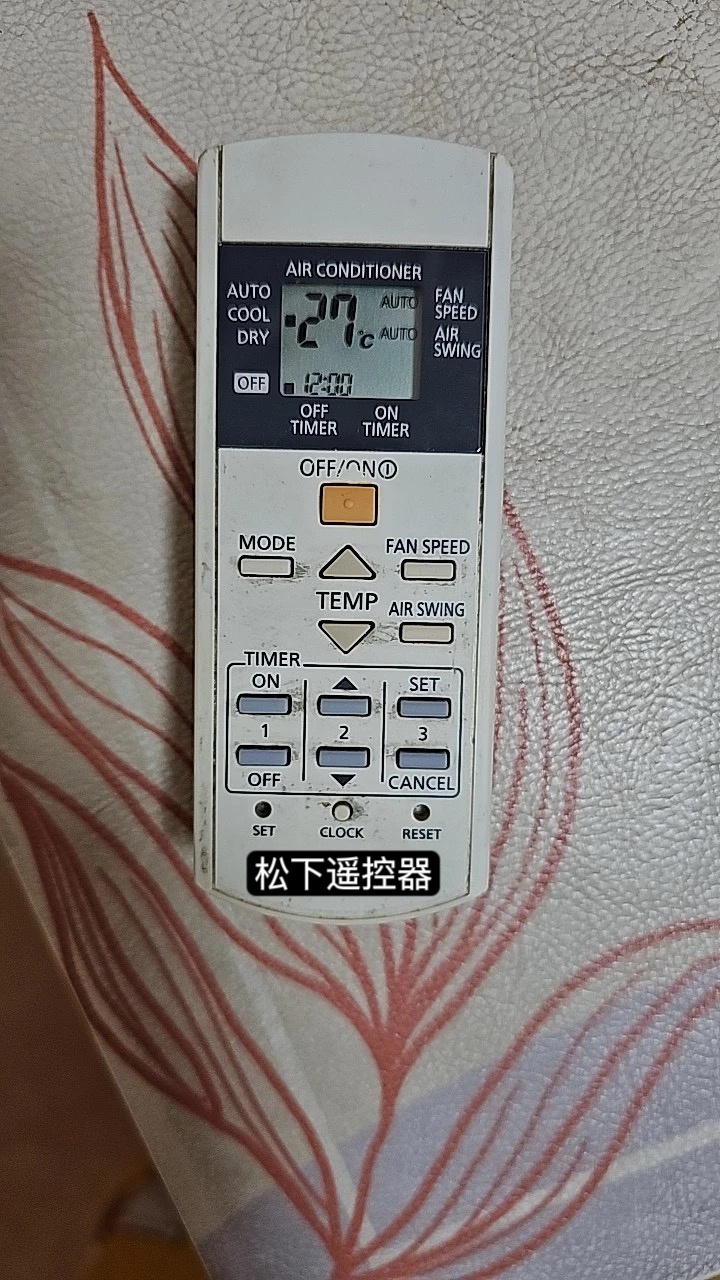 AIR CONDITIONER
AUTO
COOL
DRY
OFF
27°C
AUTO
AUTO
12:00
FAN
SPEED
AIR
SWING
OFF
TIMER
ON
TIMER
OFF/ON
MODE
FAN SPEED
TEMP
AIR SWING
TIMER
ON
SET
1
2
3
OFF
CANCEL
SET
CLOCK
RESET
松下遥控器